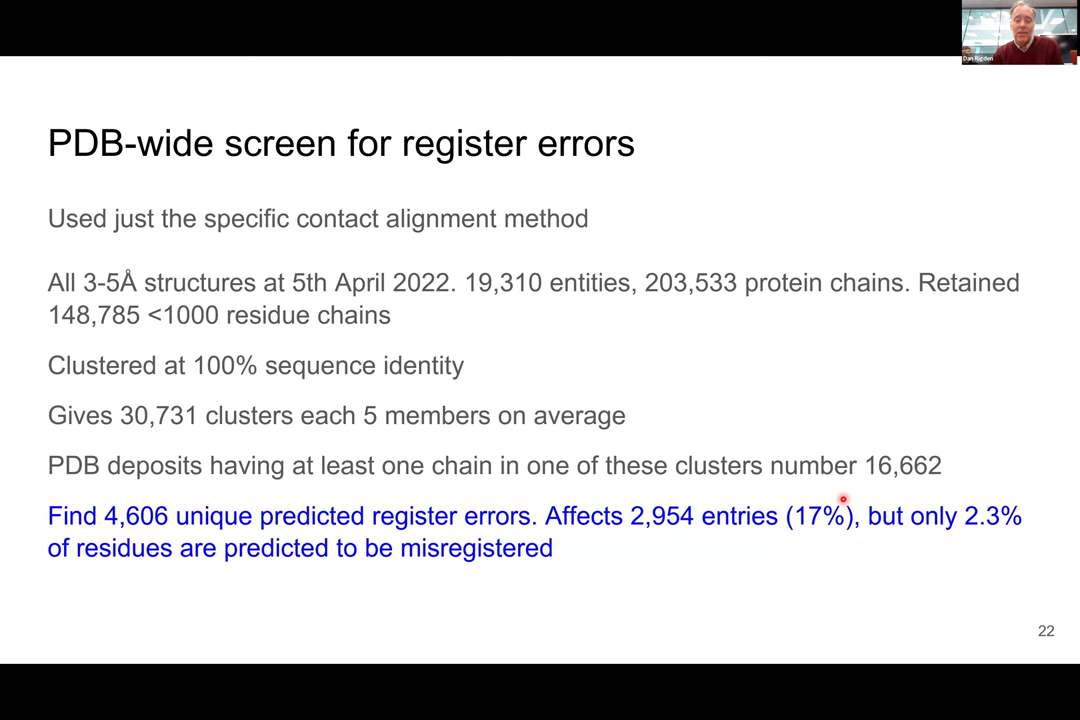 Dan Rigden
PDB-wide screen for register errors
Used just the specific contact alignment method
All 3-5Å structures at 5th April 2022. 19,310 entities, 203,533 protein chains. Retained
148,785 <1000 residue chains
Clustered at 100% sequence identity
Gives 30,731 clusters each 5 members on average
PDB deposits having at least one chain in one of these clusters number 16,662
Find 4,606 unique predicted register errors. Affects 2,954 entries (17%), but only 2.3%
of residues are predicted to be misregistered
22